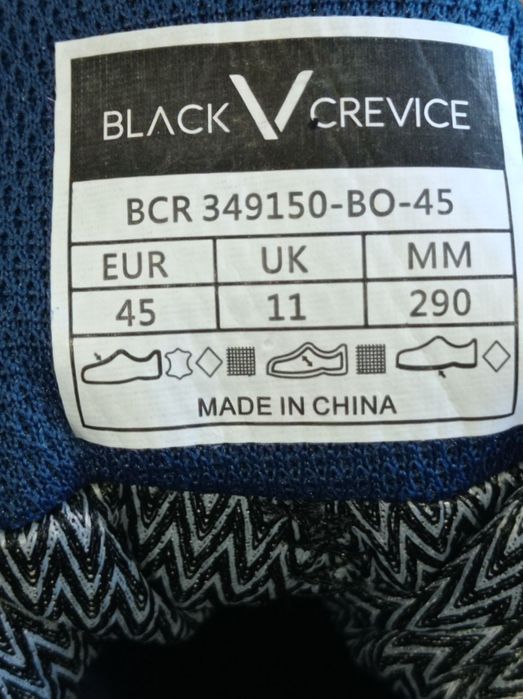 BLACK CREVICE
BCR 349150-BO-45
EUR UK MM
45 11 290
MADE IN CHINA